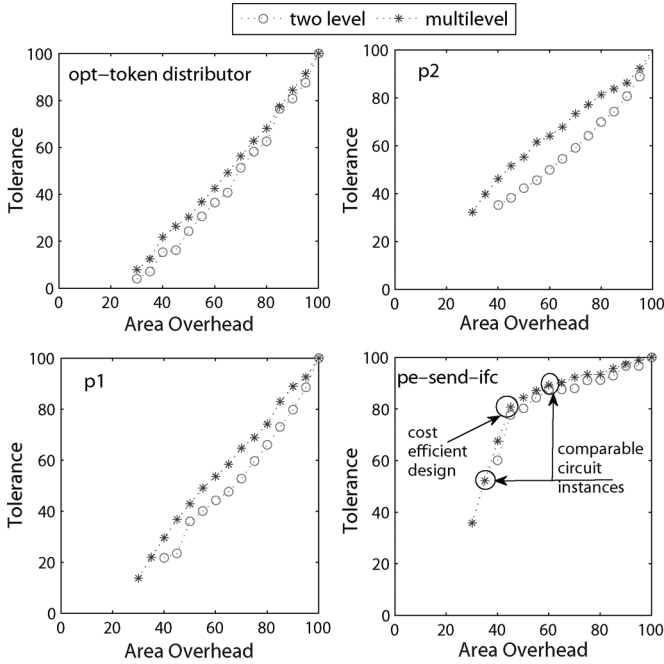 two level multilevel
opt-token distributor
100
80
60
40
20
0
Tolerance
0 20 40 60 80 100
Area Overhead
p2
100
80
60
40
20
0
Tolerance
0 20 40 60 80 100
Area Overhead
p1
100
80
60
40
20
0
Tolerance
0 20 40 60 80 100
Area Overhead
pe-send-ifc
100
80
60
40
20
0
Tolerance
cost
efficient
design
comparable
circuit
instances
0 20 40 60 80 100
Area Overhead